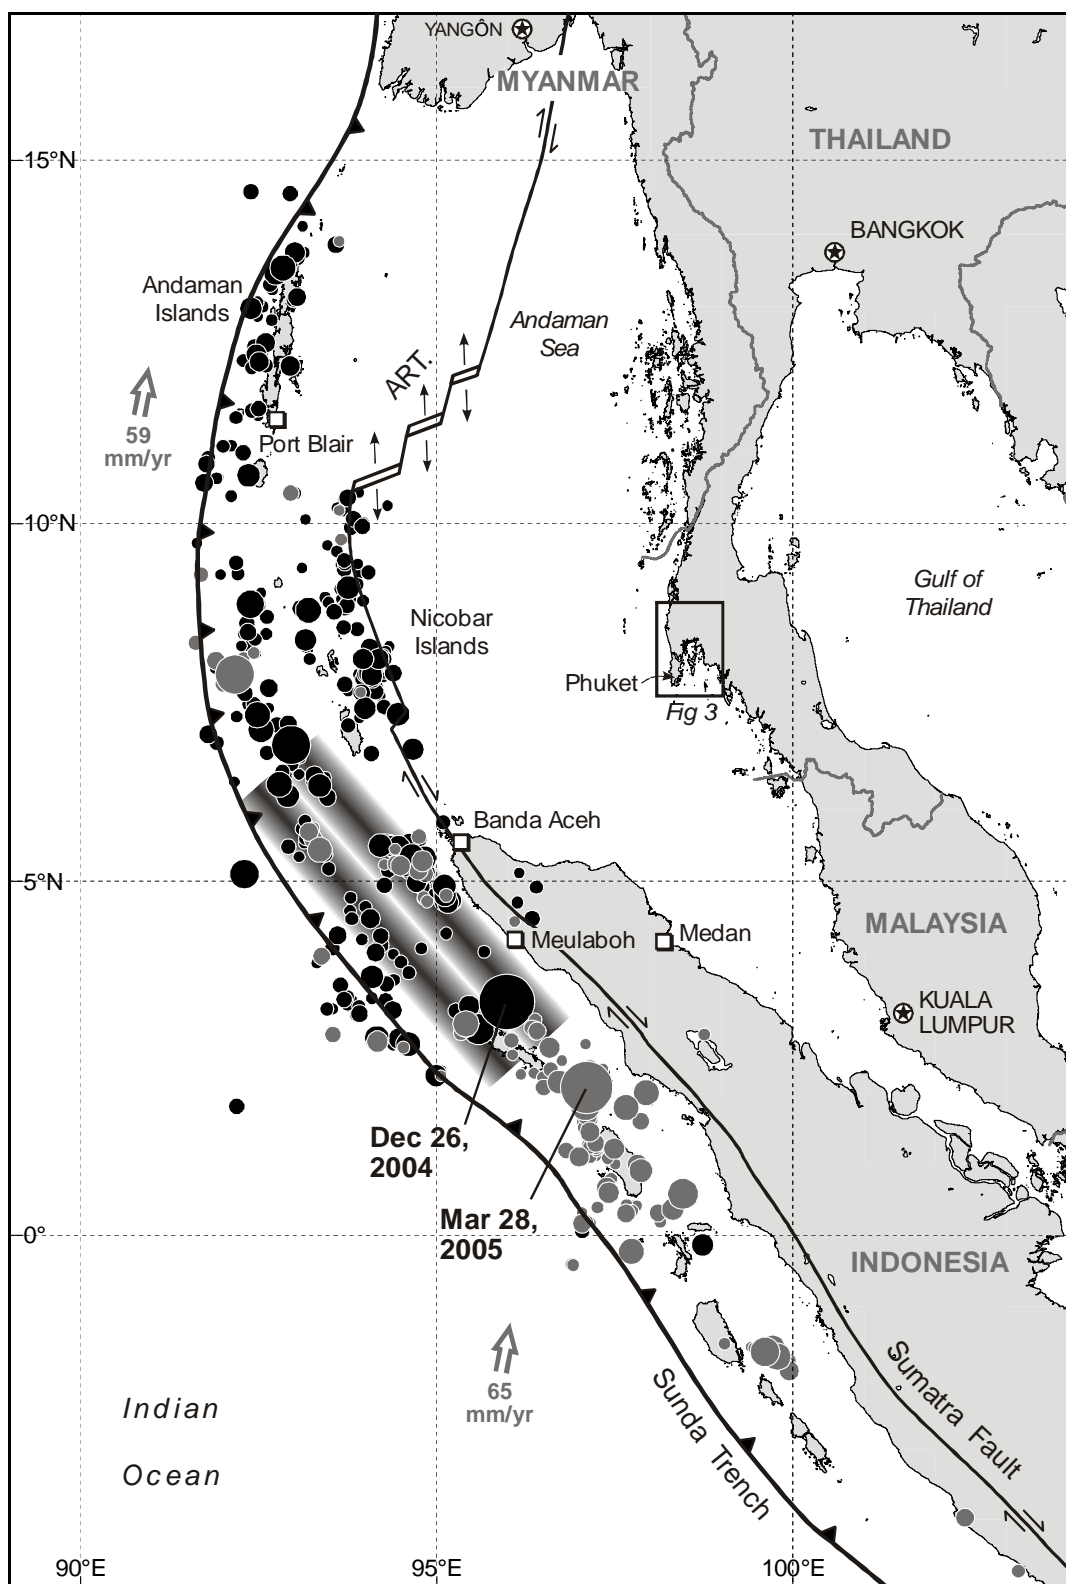 YANGÔN
MYANMAR
THAILAND
15°N
BANGKOK
Andaman
Islands
Andaman
Sea
ART.
59
mm/yr
Port Blair
10°N
Gulf of
Thailand
Nicobar
Islands
Phuket
Fig 3
Banda Aceh
5°N
MALAYSIA
Meulaboh
Medan
KUALA
LUMPUR
Dec 26,
2004
Mar 28,
2005
0°
INDONESIA
65
mm/yr
Sunda Trench
Sumatra Fault
Indian
Ocean
90°E
95°E
100°E